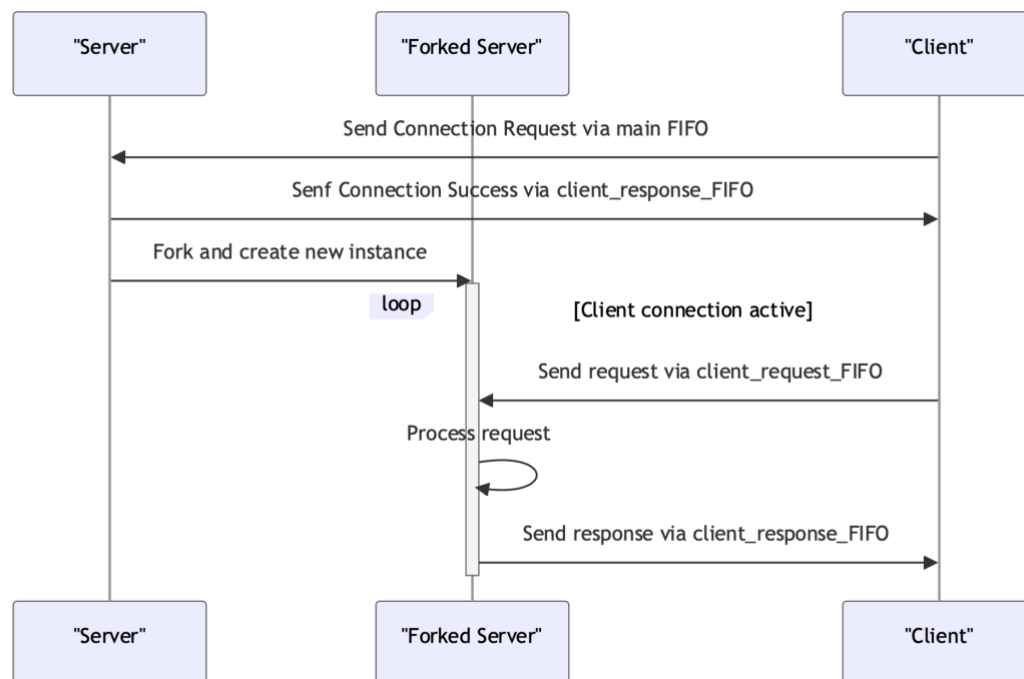 "Server"
"Forked Server"
"Client"
Send Connection Request via main FIFO
Senf Connection Success via client_response_FIFO
Fork and create new instance
loop
[Client connection active]
Send request via client_request_FIFO
Process request
Send response via client_response_FIFO
"Server"
"Forked Server"
"Client"